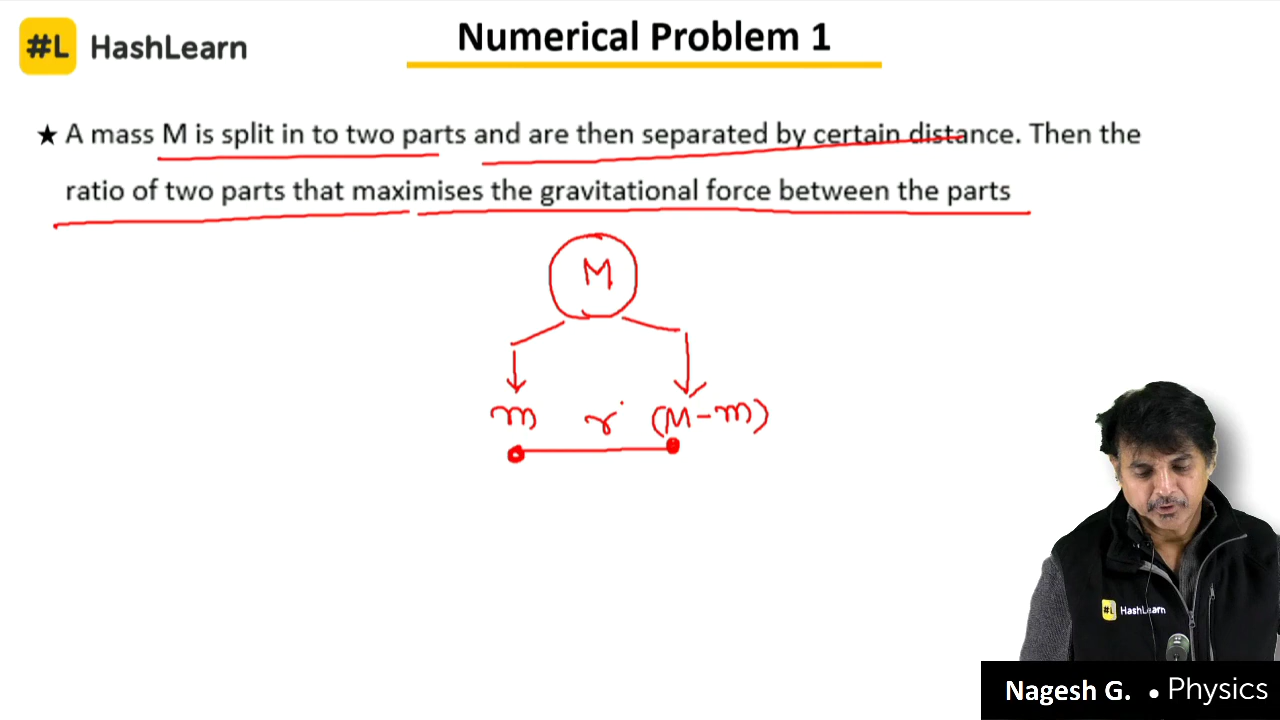 #L HashLearn
Numerical Problem 1
★ A mass M is split in to two parts and are then separated by certain distance. Then the
ratio of two parts that maximises the gravitational force between the parts
M
m r (M-m)
#L HashLearn
Nagesh G. • Physics